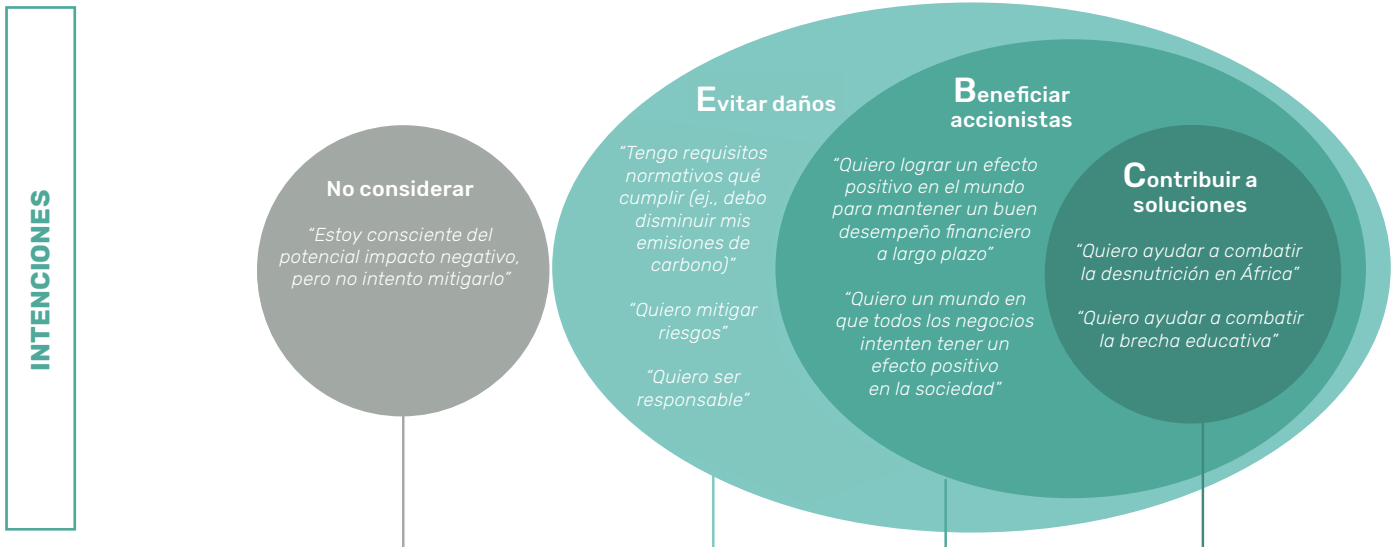 INTENCIONES
No considerar
“Estoy consciente del
potencial impacto negativo,
pero no intento mitigarlo”
Evitar daños
“Tengo requisitos
normativos qué
cumplir (ej., debo
disminuir mis
emisiones de
carbono)”
“Quiero mitigar
riesgos”
“Quiero ser
responsable”
Beneficiar
accionistas
“Quiero lograr un efecto
positivo en el mundo
para mantener un buen
desempeño financiero
a largo plazo”
“Quiero un mundo en
que todos los negocios
intenten tener un
efecto positivo
en la sociedad”
Contribuir a
soluciones
“Quiero ayudar a combatir
la desnutrición en África”
“Quiero ayudar a combatir
la brecha educativa”